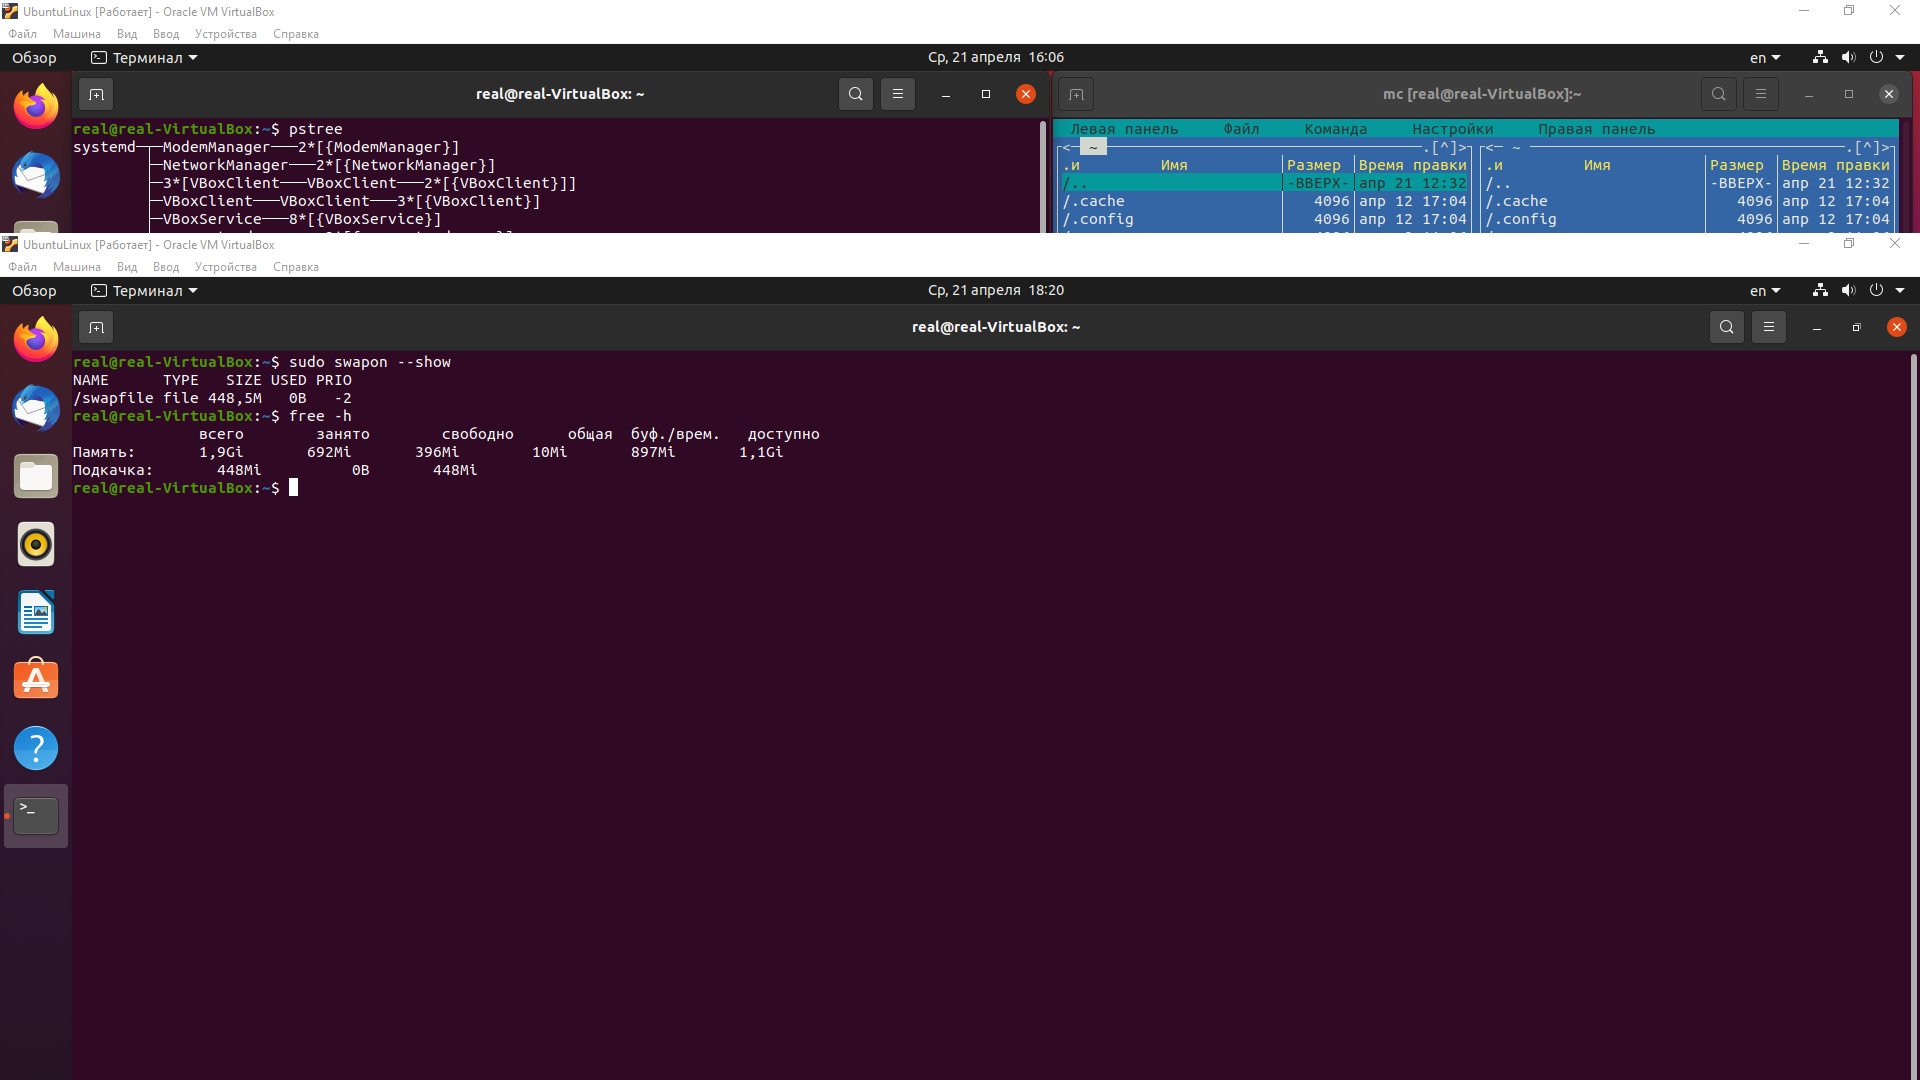 UbuntuLinux [Работает] - Oracle VM VirtualBox
Файл Машина Вид Ввод Устройства Справка
Обзор Терминал Ср, 21 апреля 16:06 en
real@real-VirtualBox: ~
mc [real@real-VirtualBox]:~
real@real-VirtualBox:~$ pstree
systemd─┬─ModemManager───2*[{ModemManager}]
├─NetworkManager───2*[{NetworkManager}]
├─3*[VBoxClient───VBoxClient───2*[{VBoxClient}]]
├─VBoxClient───VBoxClient───3*[{VBoxClient}]
├─VBoxService───8*[{VBoxService}]
Левая панель Файл Команда Настройки Правая панель
┌<─ ~ ─.[^]>┐┌<─ ~ ─.[^]>┐
.и Имя Размер Время правки .и Имя Размер Время правки
/.. -ВВЕРХ- апр 21 12:32 /.. -ВВЕРХ- апр 21 12:32
/.cache 4096 апр 12 17:04 /.cache 4096 апр 12 17:04
/.config 4096 апр 12 17:04 /.config 4096 апр 12 17:04
UbuntuLinux [Работает] - Oracle VM VirtualBox
Файл Машина Вид Ввод Устройства Справка
Обзор Терминал Ср, 21 апреля 18:20 en
real@real-VirtualBox: ~
real@real-VirtualBox:~$ sudo swapon --show
NAME TYPE SIZE USED PRIO
/swapfile file 448,5M 0B -2
real@real-VirtualBox:~$ free -h
всего занято свободно общая буф./врем. доступно
Память: 1,9Gi 692Mi 396Mi 10Mi 897Mi 1,1Gi
Подкачка: 448Mi 0B 448Mi
real@real-VirtualBox:~$